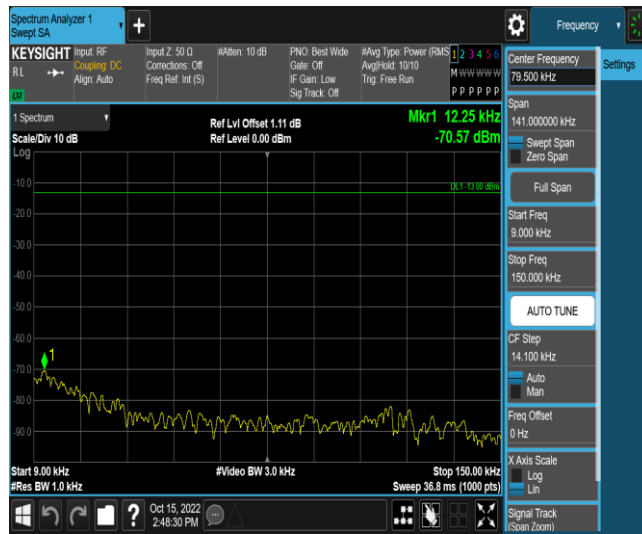 Spectrum Analyzer 1
Swept SA
+
Frequency
KEYSIGHT
RL
LXI
Input: RF
Coupling: DC
Align: Auto
Input Z: 50 Ω
Corrections: Off
Freq Ref: Int (S)
#Atten: 10 dB
PNO: Best Wide
Gate: Off
IF Gain: Low
Sig Track: Off
#Avg Type: Power (RMS
Avg|Hold: 10/10
Trig: Free Run
1 2 3 4 5 6
M W W W W W
P P P P P P
1 Spectrum
Scale/Div 10 dB
Log
Ref Lvl Offset 1.11 dB
Ref Level 0.00 dBm
Mkr1 12.25 kHz
-70.57 dBm
DL1 -13.00 dBm
-10.0
-20.0
-30.0
-40.0
-50.0
-60.0
-70.0
-80.0
-90.0
1
Start 9.00 kHz
#Res BW 1.0 kHz
#Video BW 3.0 kHz
Stop 150.00 kHz
Sweep 36.8 ms (1000 pts)
?
Oct 15, 2022
2:48:30 PM
Settings
Center Frequency
79.500 kHz
Span
141.000000 kHz
Swept Span
Zero Span
Full Span
Start Freq
9.000 kHz
Stop Freq
150.000 kHz
AUTO TUNE
CF Step
14.100 kHz
Auto
Man
Freq Offset
0 Hz
X Axis Scale
Log
Lin
Signal Track
(Span Zoom)